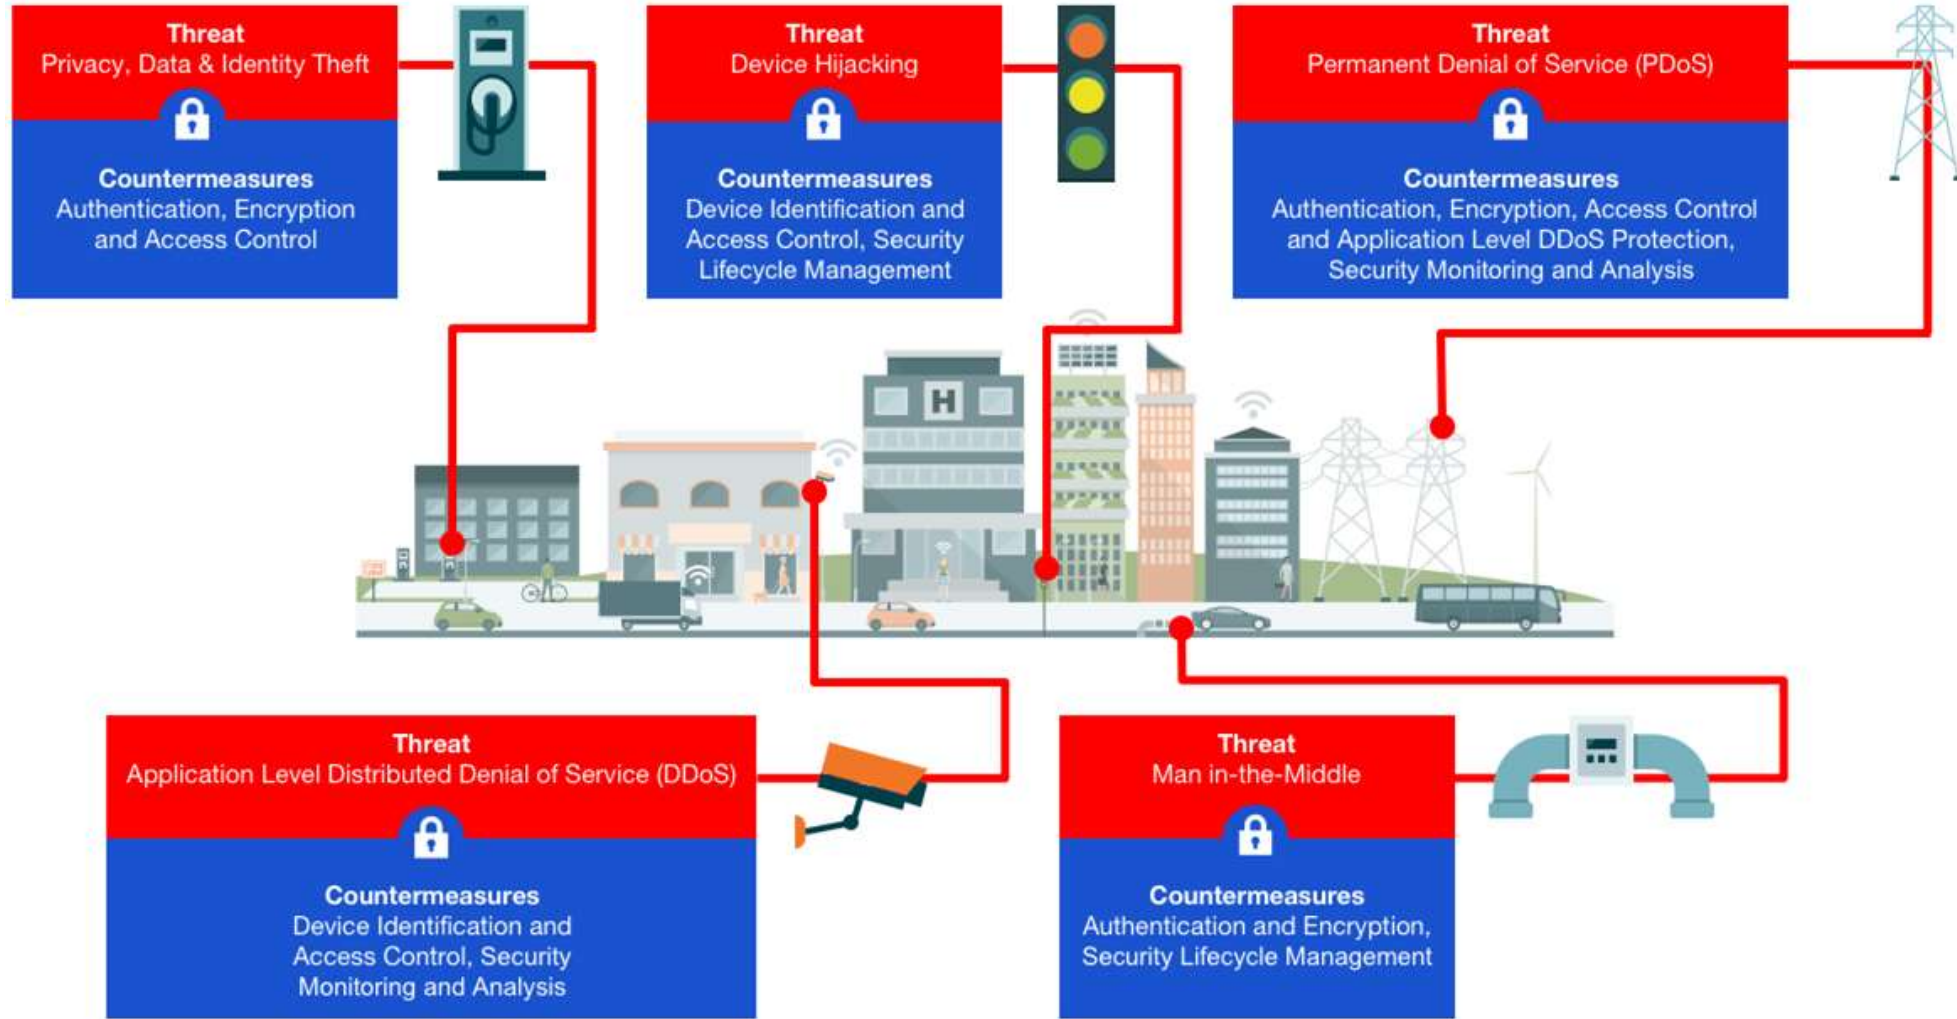 Threat
Privacy, Data & Identity Theft
Countermeasures
Authentication, Encryption
and Access Control
Threat
Device Hijacking
Countermeasures
Device Identification and
Access Control, Security
Lifecycle Management
Threat
Permanent Denial of Service (PDoS)
Countermeasures
Authentication, Encryption, Access Control
and Application Level DDoS Protection,
Security Monitoring and Analysis
H
Threat
Application Level Distributed Denial of Service (DDoS)
Countermeasures
Device Identification and
Access Control, Security
Monitoring and Analysis
Threat
Man in-the-Middle
Countermeasures
Authentication and Encryption,
Security Lifecycle Management